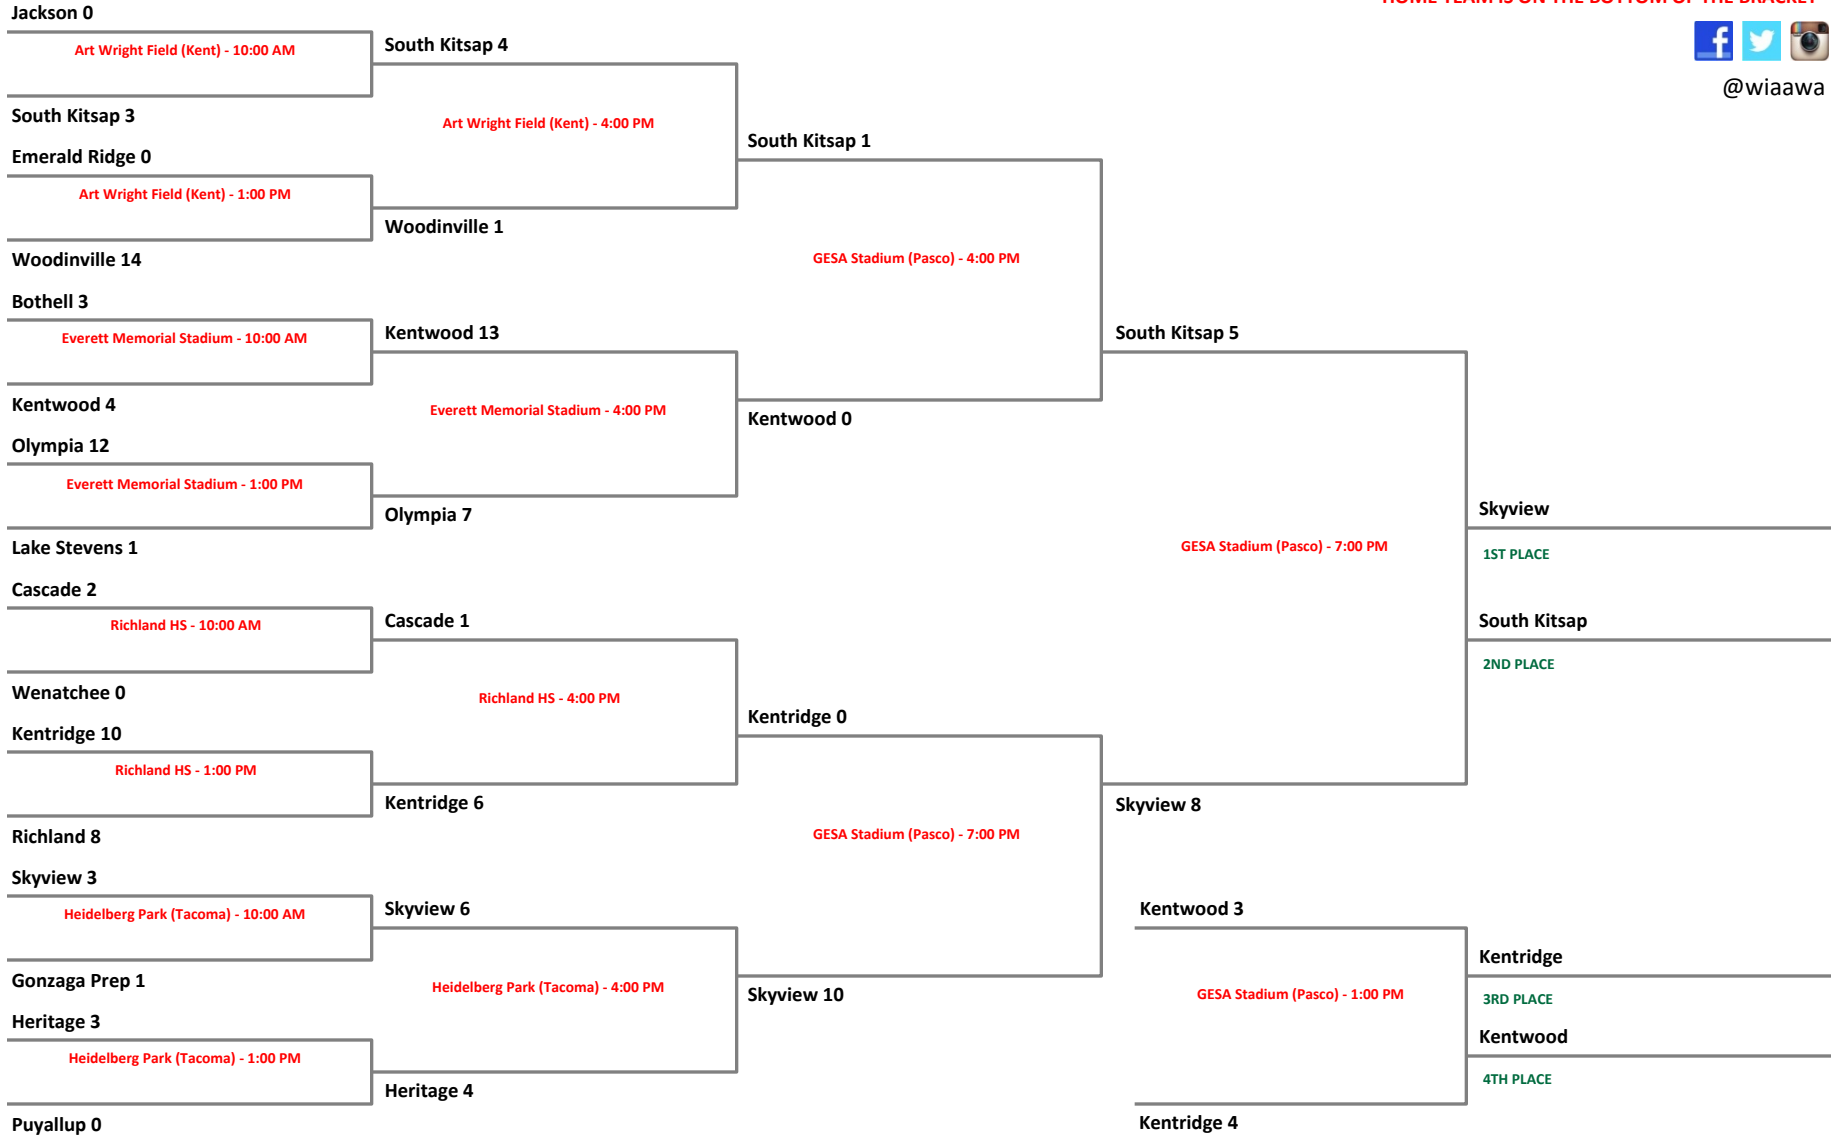 HOME TEAM IS ON THE BOTTOM OF THE BRACKET
@wiaawa
Jackson 0
Art Wright Field (Kent) - 10:00 AM
South Kitsap 3
Emerald Ridge 0
Art Wright Field (Kent) - 1:00 PM
Woodinville 14
Bothell 3
Everett Memorial Stadium - 10:00 AM
Kentwood 4
Olympia 12
Everett Memorial Stadium - 1:00 PM
Lake Stevens 1
Cascade 2
Richland HS - 10:00 AM
Wenatchee 0
Kentridge 10
Richland HS - 1:00 PM
Richland 8
Skyview 3
Heidelberg Park (Tacoma) - 10:00 AM
Gonzaga Prep 1
Heritage 3
Heidelberg Park (Tacoma) - 1:00 PM
Puyallup 0
South Kitsap 4
Art Wright Field (Kent) - 4:00 PM
Woodinville 1
Kentwood 13
Everett Memorial Stadium - 4:00 PM
Olympia 7
Cascade 1
Richland HS - 4:00 PM
Kentridge 6
Skyview 6
Heidelberg Park (Tacoma) - 4:00 PM
Heritage 4
South Kitsap 1
GESA Stadium (Pasco) - 4:00 PM
Kentwood 0
Kentridge 0
GESA Stadium (Pasco) - 7:00 PM
Skyview 10
South Kitsap 5
GESA Stadium (Pasco) - 7:00 PM
Skyview 8
Kentwood 3
GESA Stadium (Pasco) - 1:00 PM
Kentridge 4
Skyview
1ST PLACE
South Kitsap
2ND PLACE
Kentridge
3RD PLACE
Kentwood
4TH PLACE